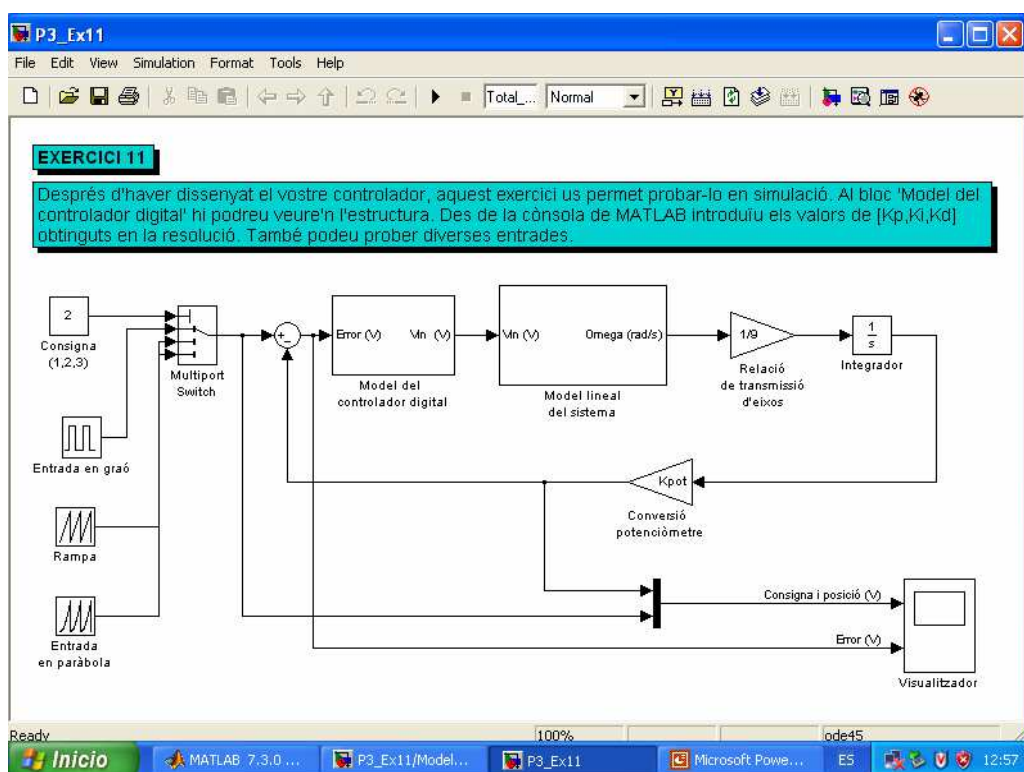 P3_Ex11
File Edit View Simulation Format Tools Help
Total_... Normal
EXERCICI 11
Després d'haver dissenyat el vostre controlador, aquest exercici us permet probar-lo en simulació. Al bloc 'Model del
controlador digital' hi podreu veure'n l'estructura. Des de la cònsola de MATLAB introduïu els valors de [Kp,Ki,Kd]
obtinguts en la resolució. També podeu prober diverses entrades.
2
Consigna
(1,2,3)
Multiport
Switch
Error (V) Vin (V)
Model del
controlador digital
Vin (V) Omega (rad/s)
Model lineal
del sistema
1/9
Relació
de transmissió
d'eixos
1
s
Integrador
Entrada en graó
Kpot
Conversió
potenciòmetre
Rampa
Entrada
en paràbola
Consigna i posició (V)
Error (V)
Visualitzador
Ready 100% ode45
Inicio MATLAB 7.3.0 ... P3_Ex11/Model... P3_Ex11 Microsoft Powe... ES 12:57